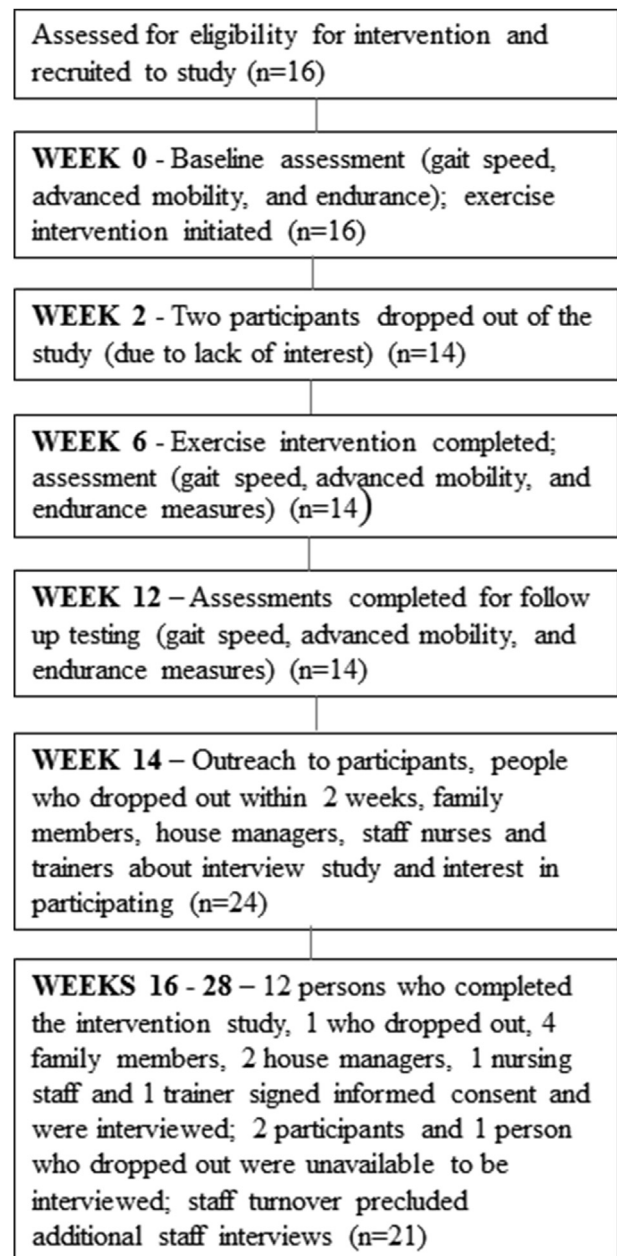 Assessed for eligibility for intervention and
recruited to study (n=16)
WEEK 0 - Baseline assessment (gait speed,
advanced mobility, and endurance); exercise
intervention initiated (n=16)
WEEK 2 - Two participants dropped out of the
study (due to lack of interest) (n=14)
WEEK 6 - Exercise intervention completed;
assessment (gait speed, advanced mobility, and
endurance measures) (n=14)
WEEK 12 – Assessments completed for follow
up testing (gait speed, advanced mobility, and
endurance measures) (n=14)
WEEK 14 – Outreach to participants, people
who dropped out within 2 weeks, family
members, house managers, staff nurses and
trainers about interview study and interest in
participating (n=24)
WEEKS 16 - 28 – 12 persons who completed
the intervention study, 1 who dropped out, 4
family members, 2 house managers, 1 nursing
staff and 1 trainer signed informed consent and
were interviewed; 2 participants and 1 person
who dropped out were unavailable to be
interviewed; staff turnover precluded
additional staff interviews (n=21)